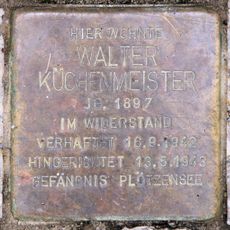 HIER WOHNTE
WALTER
KÜCHENMEISTER
JG. 1897
IM WIDERSTAND
VERHAFTET 16.9.1942
HINGERICHTET 13.5.1943
GEFÄNGNIS PLÖTZENSEE